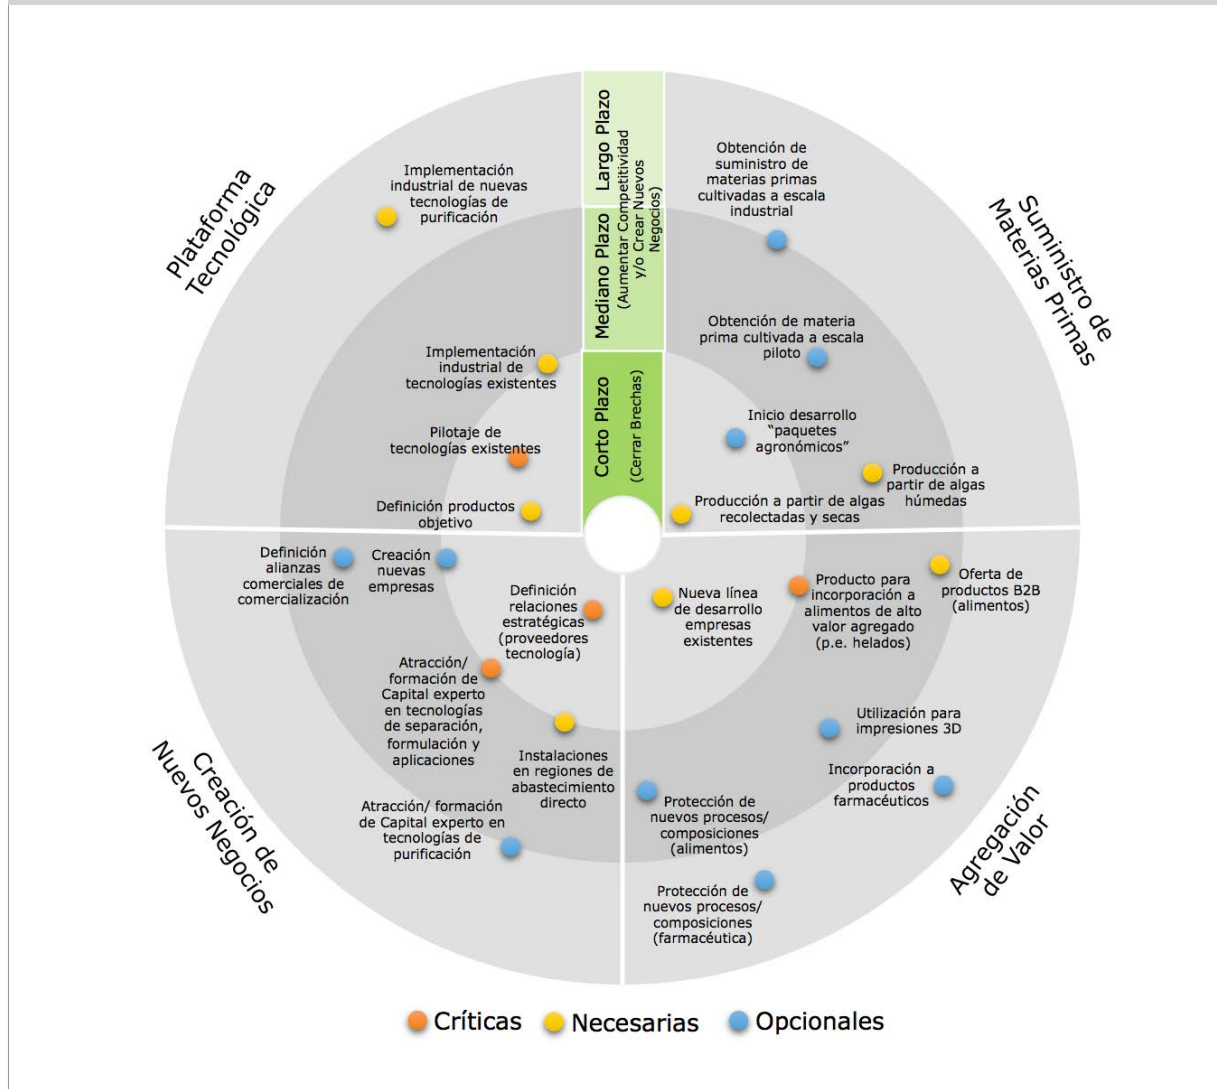 Plataforma
Tecnológica
Implementación
industrial de nuevas
tecnologías de
purificación
Implementación
industrial de
tecnologías existentes
Pilotaje de
tecnologías existentes
Definición productos
objetivo
Largo Plazo
Mediano Plazo
(Aumentar Competitividad
y/o Crear Nuevos
Negocios)
Corto Plazo
(Cerrar Brechas)
Suministro de
Materias Primas
Obtención de
suministro de
materias primas
cultivadas a escala
industrial
Obtención de materia
prima cultivada a escala
piloto
Inicio desarrollo
“paquetes
agronómicos”
Producción a
partir de algas
húmedas
Producción a partir de algas
recolectadas y secas
Definición
alianzas
comerciales de
comercialización
Creación
nuevas
empresas
Definición
relaciones
estratégicas
(proveedores
tecnología)
Atracción/
formación de
Capital experto
en tecnologías
de separación,
formulación y
aplicaciones
Instalaciones
en regiones de
abastecimiento
directo
Atracción/ formación
de Capital experto en
tecnologías de
purificación
Creación de
Nuevos Negocios
Nueva línea
de desarrollo
empresas
existentes
Producto para
incorporación a
alimentos de alto
valor agregado
(p.e. helados)
Oferta de
productos B2B
(alimentos)
Utilización para
impresiones 3D
Incorporación a
productos
farmacéuticos
Protección de
nuevos procesos/
composiciones
(alimentos)
Protección de
nuevos procesos/
composiciones
(farmacéutica)
Agregación
de Valor
Críticas
Necesarias
Opcionales